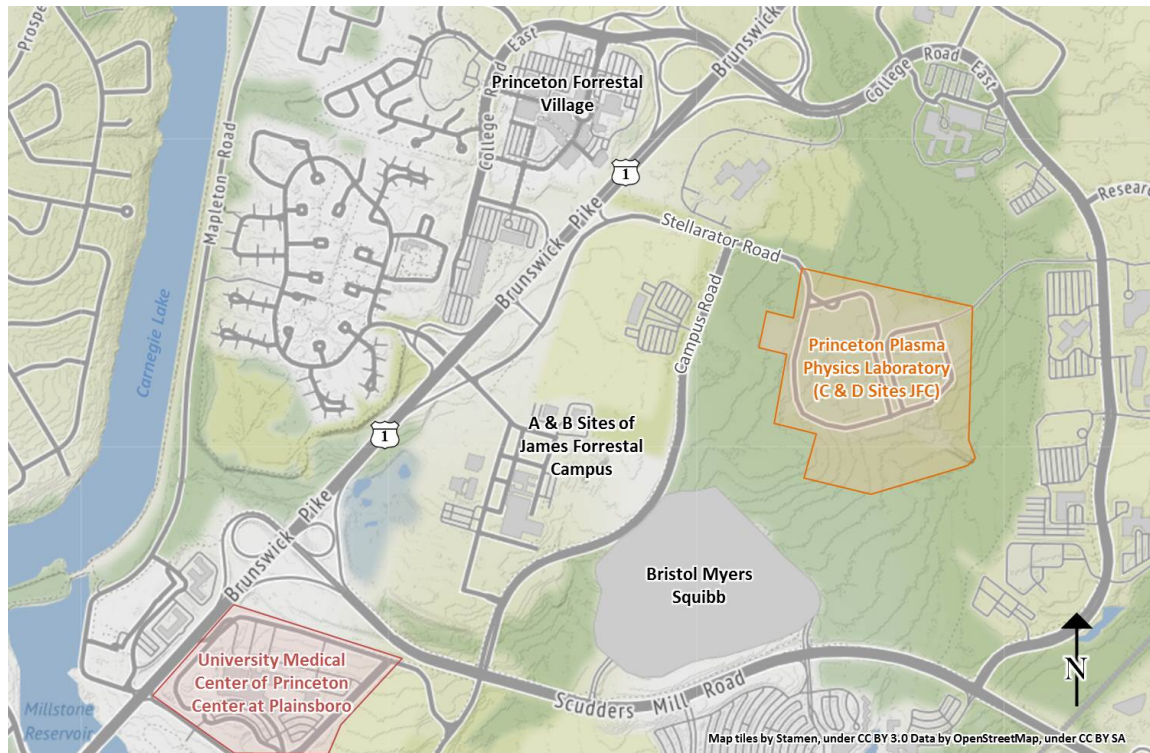 Prospe
Mapleton Road
Carnegie Lake
College Road East
Princeton Forrestal
Village
Brunswick
College Road East
1
Research
Brunswick Pike
Stellarator Road
Campus Road
Princeton Plasma
Physics Laboratory
(C & D Sites JFC)
1
A & B Sites of
James Forrestal
Campus
Brunswick Pike
Bristol Myers
Squibb
University Medical
Center of Princeton
Center at Plainsboro
Scudders Mill Road
Millstone
Reservoir
N
Map tiles by Stamen, under CC BY 3.0 Data by OpenStreetMap, under CC BY SA